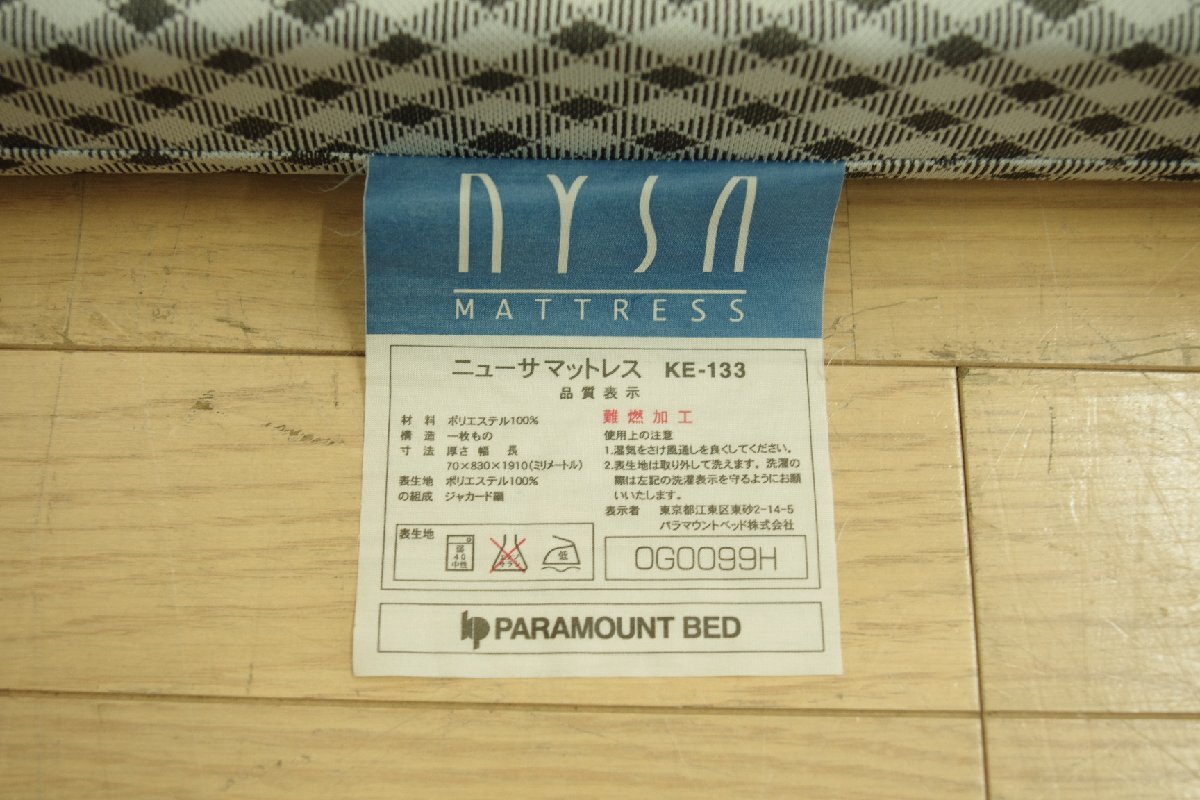 NYSA
MATTRESS
ニューサ マットレス KE-133
品質表示
材料 ポリエステル100%
構造 一枚もの
寸法 厚さ 幅 長
70×830×1910(ミリメートル)
表生地 ポリエステル100%
の組成 ジャカード編
難燃加工
使用上の注意
1.湿気をさけ風通しを良くしてください。
2.表生地は取り外して洗えます。洗濯の
際は左記の洗濯表示を守るようにお願
いいたします。
表示者 東京都江東区東砂2-14-5
パラマウントベッド株式会社
表生地
弱
40
中性
低
0G0099H
PARAMOUNT BED